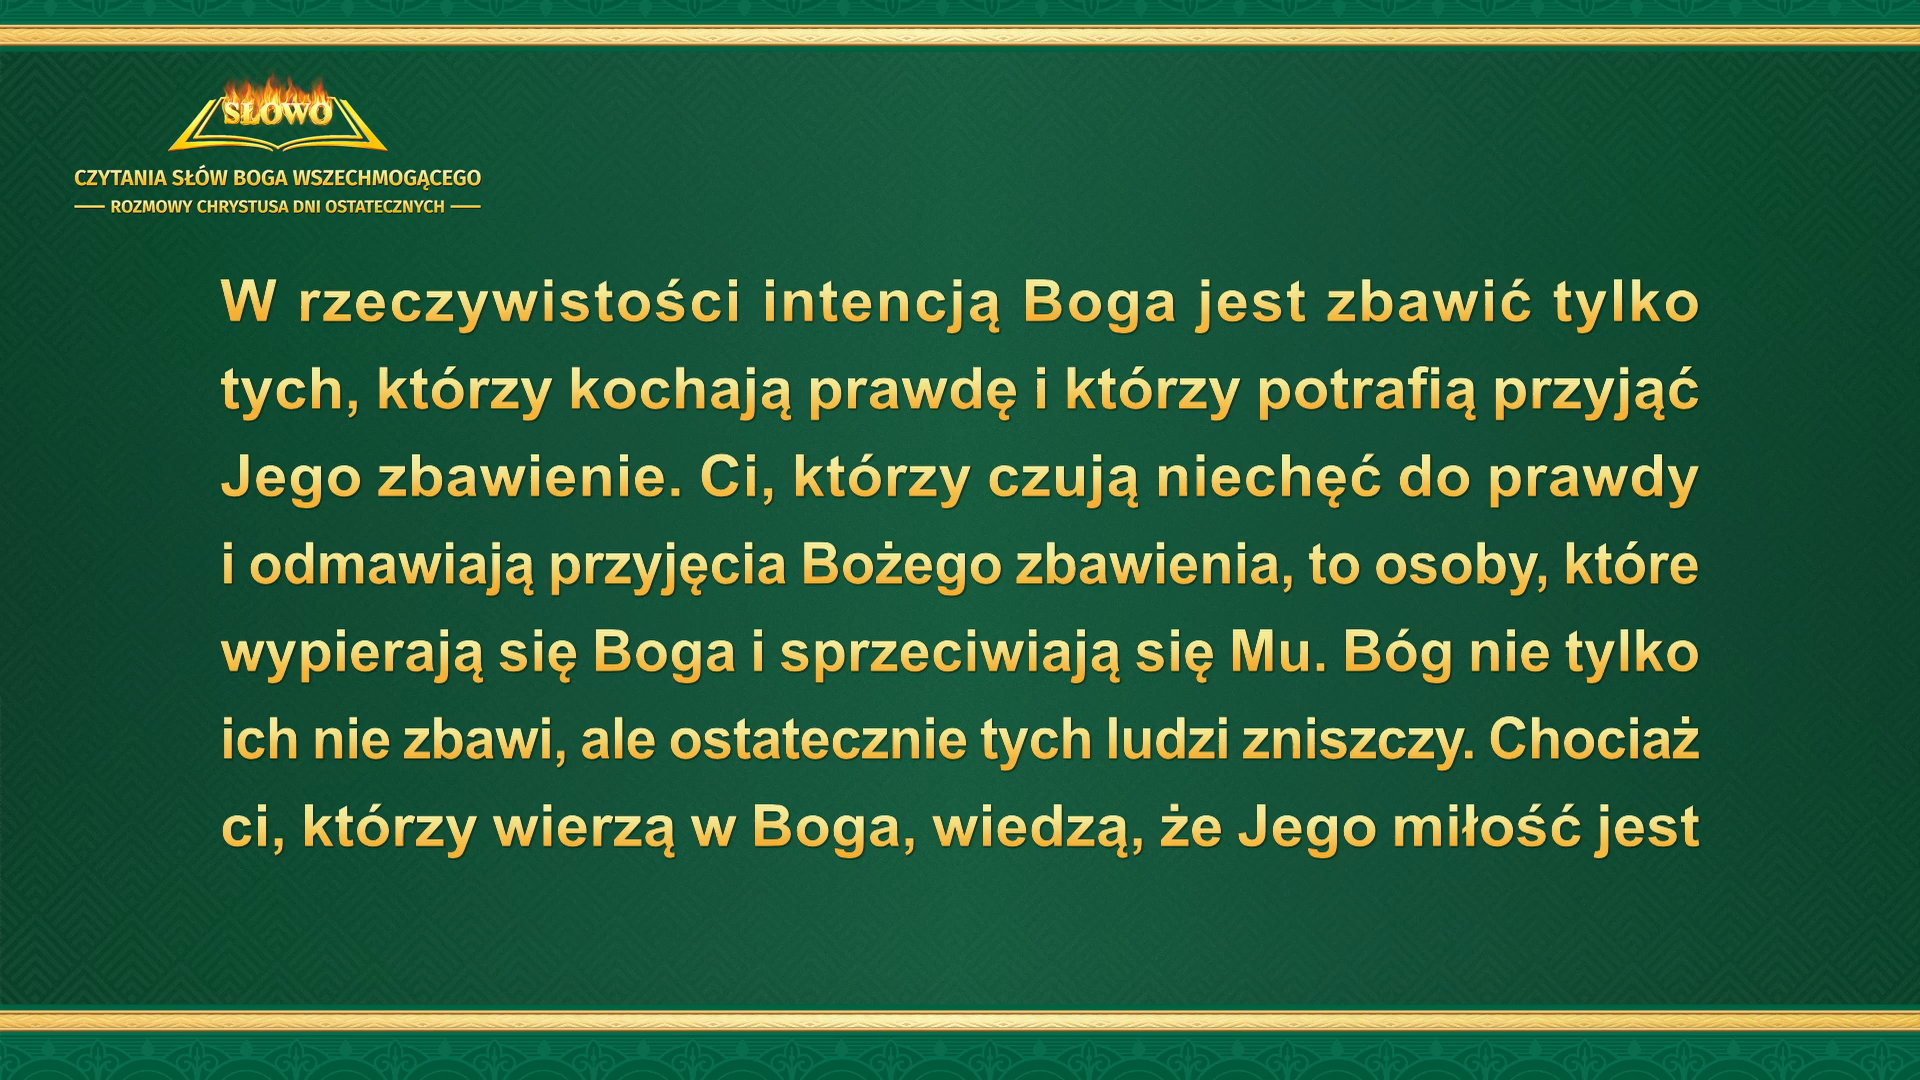 SŁOWO
CZYTANIA SŁÓW BOGA WSZECHMOGĄCEGO
ROZMOWY CHRYSTUSA DNI OSTATECZNYCH
W rzeczywistości intencją Boga jest zbawić tylko
tych, którzy kochają prawdę i którzy potrafią przyjąć
Jego zbawienie. Ci, którzy czują niechęć do prawdy
i odmawiają przyjęcia Bożego zbawienia, to osoby, które
wypierają się Boga i sprzeciwiają się Mu. Bóg nie tylko
ich nie zbawi, ale ostatecznie tych ludzi zniszczy. Chociaż
ci, którzy wierzą w Boga, wiedzą, że Jego miłość jest